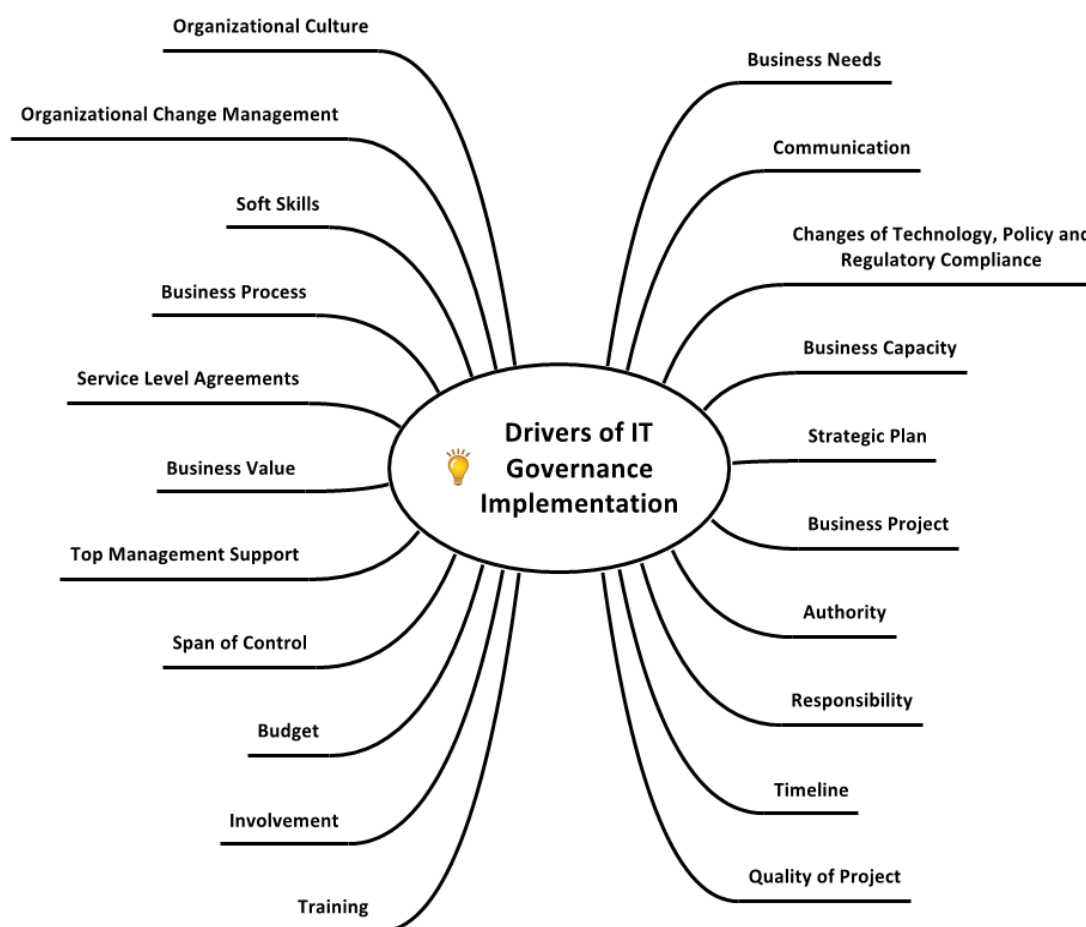 Organizational Culture
Organizational Change Management
Soft Skills
Business Process
Service Level Agreements
Business Value
Top Management Support
Span of Control
Budget
Involvement
Training
Drivers of IT
Governance
Implementation
Business Needs
Communication
Changes of Technology, Policy and
Regulatory Compliance
Business Capacity
Strategic Plan
Business Project
Authority
Responsibility
Timeline
Quality of Project